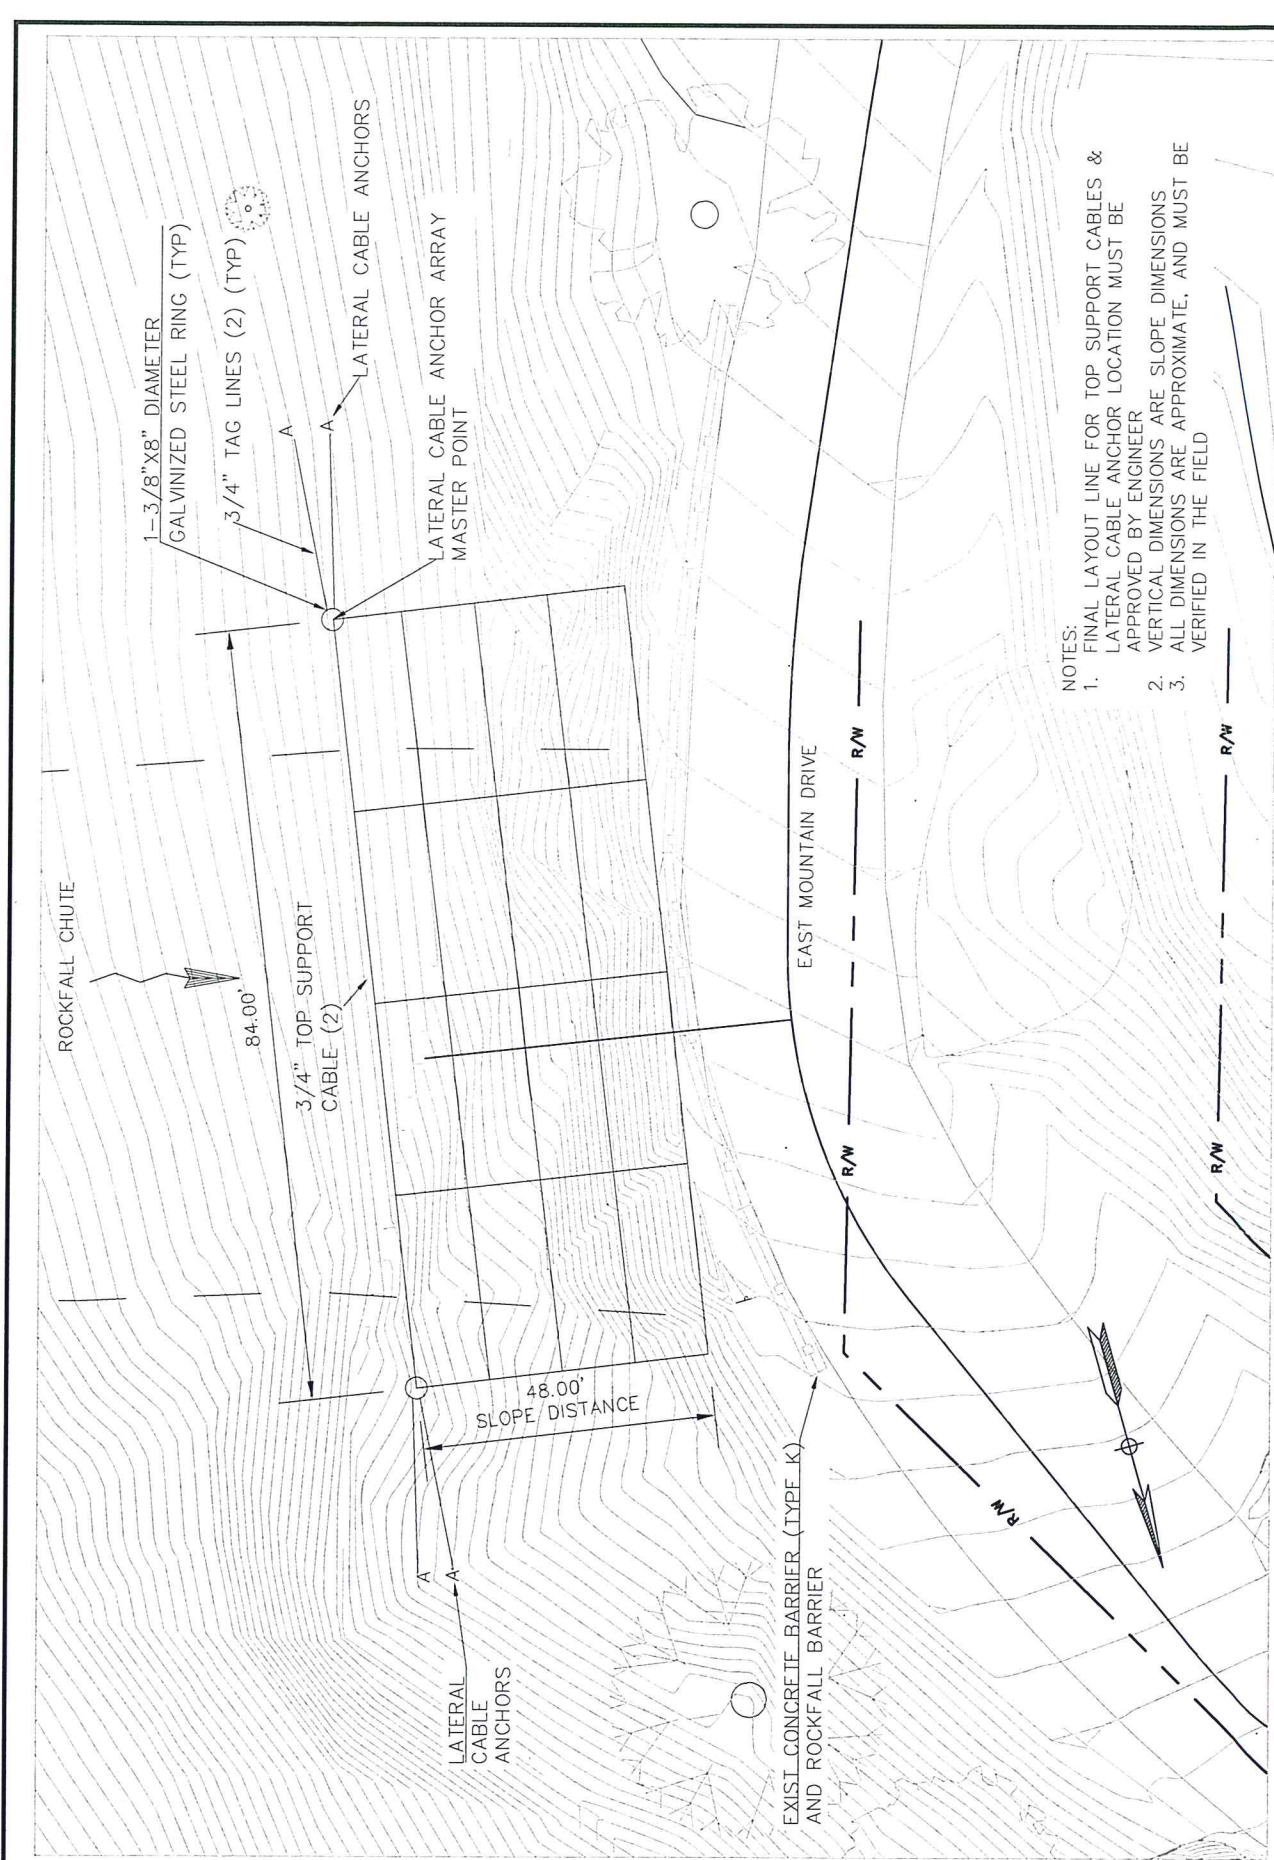 ROCKFALL CHUTE
84.00'
3/4" TOP SUPPORT
CABLE (2)
1-3/8"X8" DIAMETER
GALVINIZED STEEL RING (TYP)
3/4" TAG LINES (2) (TYP)
A
A
LATERAL CABLE ANCHORS
LATERAL CABLE ANCHOR ARRAY
MASTER POINT
48.00'
SLOPE DISTANCE
A
A
LATERAL
CABLE
ANCHORS
EXIST CONCRETE BARRIER (TYPE K)
AND ROCKFALL BARRIER
EAST MOUNTAIN DRIVE
R/W
R/W
R/W
R/W
R/W
NOTES:
1. FINAL LAYOUT LINE FOR TOP SUPPORT CABLES &
LATERAL CABLE ANCHOR LOCATION MUST BE
APPROVED BY ENGINEER
2. VERTICAL DIMENSIONS ARE SLOPE DIMENSIONS
3. ALL DIMENSIONS ARE APPROXIMATE, AND MUST BE
VERIFIED IN THE FIELD